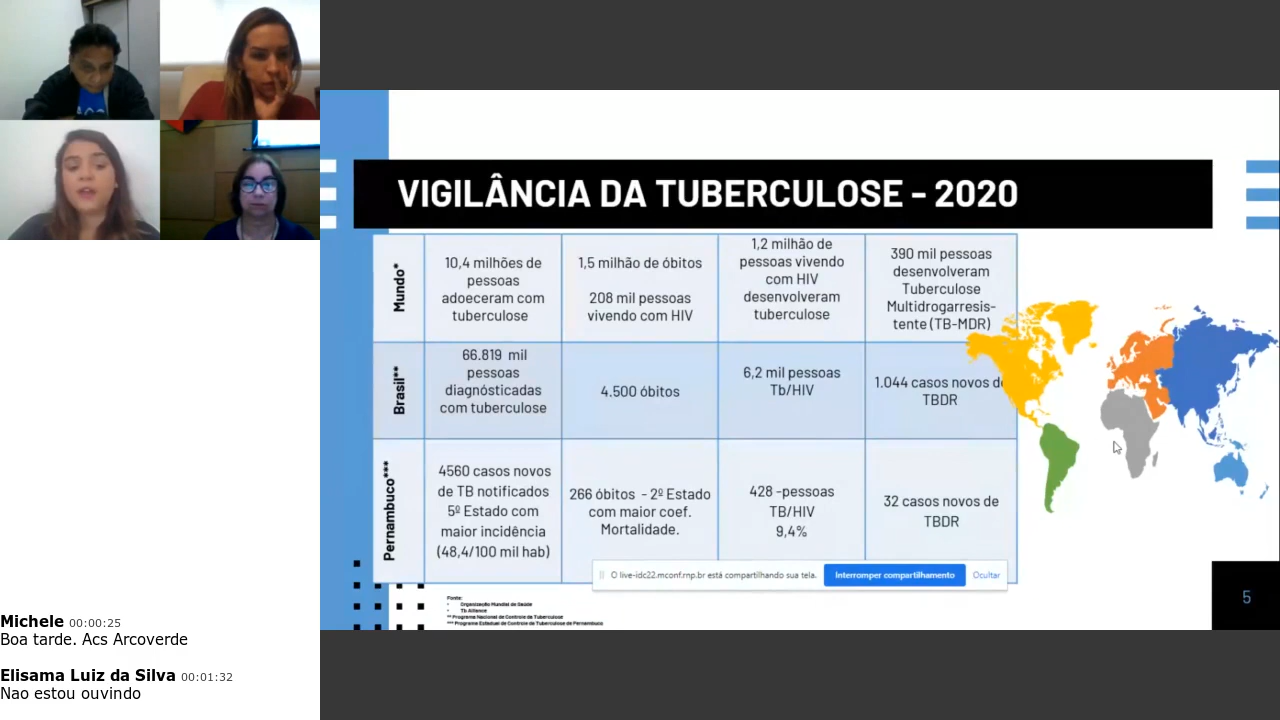 VIGILÂNCIA DA TUBERCULOSE - 2020
Mundo*
10,4 milhões de
pessoas
adoeceram com
tuberculose
1,5 milhão de óbitos
208 mil pessoas
vivendo com HIV
1,2 milhão de
pessoas vivendo
com HIV
desenvolveram
tuberculose
390 mil pessoas
desenvolveram
Tuberculose
Multidrogarresis-
tente (TB-MDR)
Brasil**
66.819 mil
pessoas
diagnósticadas
com tuberculose
4.500 óbitos
6,2 mil pessoas
Tb/HIV
1.044 casos novos de
TBDR
Pernambuco***
4560 casos novos
de TB notificados
5º Estado com
maior incidência
(48,4/100 mil hab)
266 óbitos - 2º Estado
com maior coef.
Mortalidade.
428 -pessoas
TB/HIV
9,4%
32 casos novos de
TBDR
O live-idc22.mconf.rnp.br está compartilhando sua tela.
Interromper compartilhamento
Ocultar
Fonte:
* Organização Mundial de Saúde
* Tb Alliance
** Programa Nacional de Controle de Tuberculose
*** Programa Estadual de Controle da Tuberculose de Pernambuco
5
Michele 00:00:25
Boa tarde. Acs Arcoverde
Elisama Luiz da Silva 00:01:32
Nao estou ouvindo